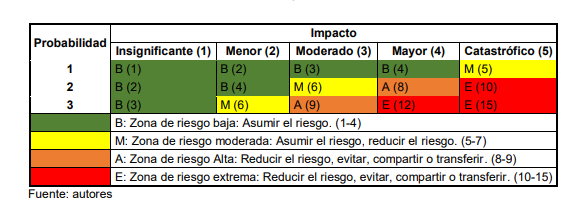 Probabilidad Impacto
Insignificante (1) Menor (2) Moderado (3) Mayor (4) Catastrófico (5)
1 B (1) B (2) B (3) B (4) M (5)
2 B (2) B (4) M (6) A (8) E (10)
3 B (3) M (6) A (9) E (12) E (15)
B: Zona de riesgo baja: Asumir el riesgo. (1-4)
M: Zona de riesgo moderada: Asumir el riesgo, reducir el riesgo. (5-7)
A: Zona de riesgo Alta: Reducir el riesgo, evitar, compartir o transferir. (8-9)
E: Zona de riesgo extrema: Reducir el riesgo, evitar, compartir o transferir. (10-15)
Fuente: autores